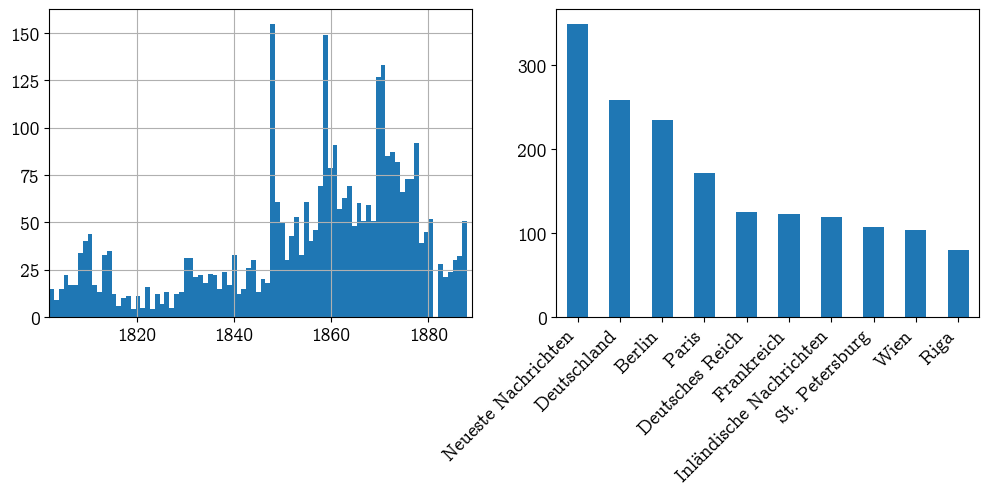 150
125
100
75
50
25
0
1820 1840 1860 1880
300
200
100
0
Neueste Nachrichten
Deutschland
Berlin
Paris
Deutsches Reich
Frankreich
Inländische Nachrichten
St. Petersburg
Wien
Riga